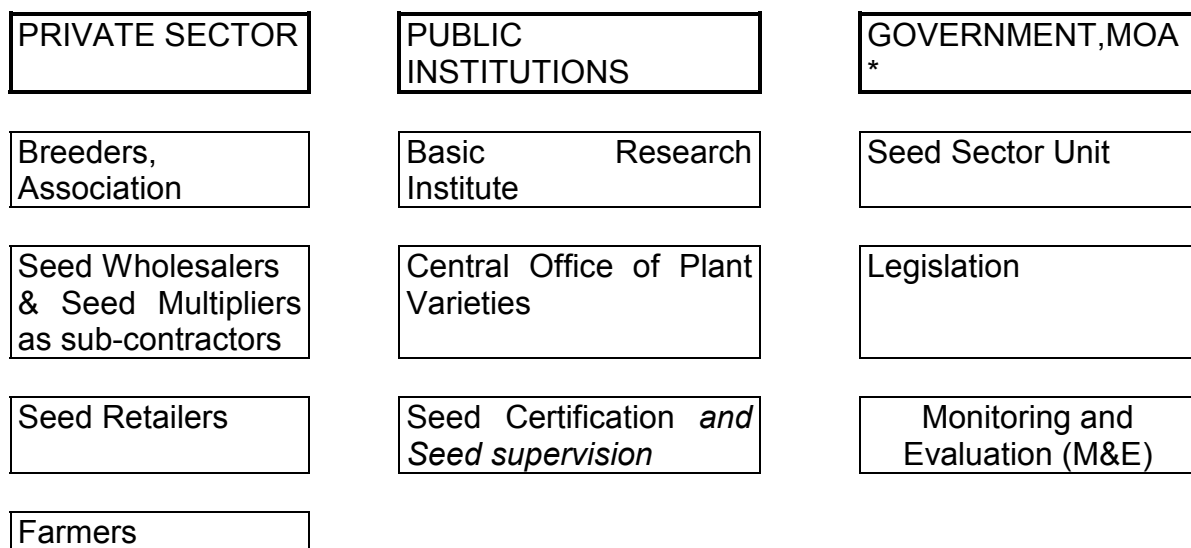 PRIVATE SECTOR
PUBLIC
INSTITUTIONS
GOVERNMENT,MOA
*
Breeders,
Association
Basic Research
Institute
Seed Sector Unit
Seed Wholesalers
& Seed Multipliers
as sub-contractors
Central Office of Plant
Varieties
Legislation
Seed Retailers
Seed Certification and
Seed supervision
Monitoring and
Evaluation (M&E)
Farmers